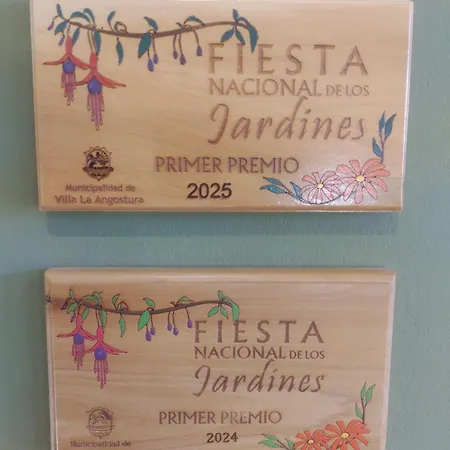 FIESTA
NACIONAL DE LOS
Jardines
PRIMER PREMIO
2025
Municipalidad de
Villa La Angostura
FIESTA
NACIONAL DE LOS
Jardines
PRIMER PREMIO
2024
Municipalidad de